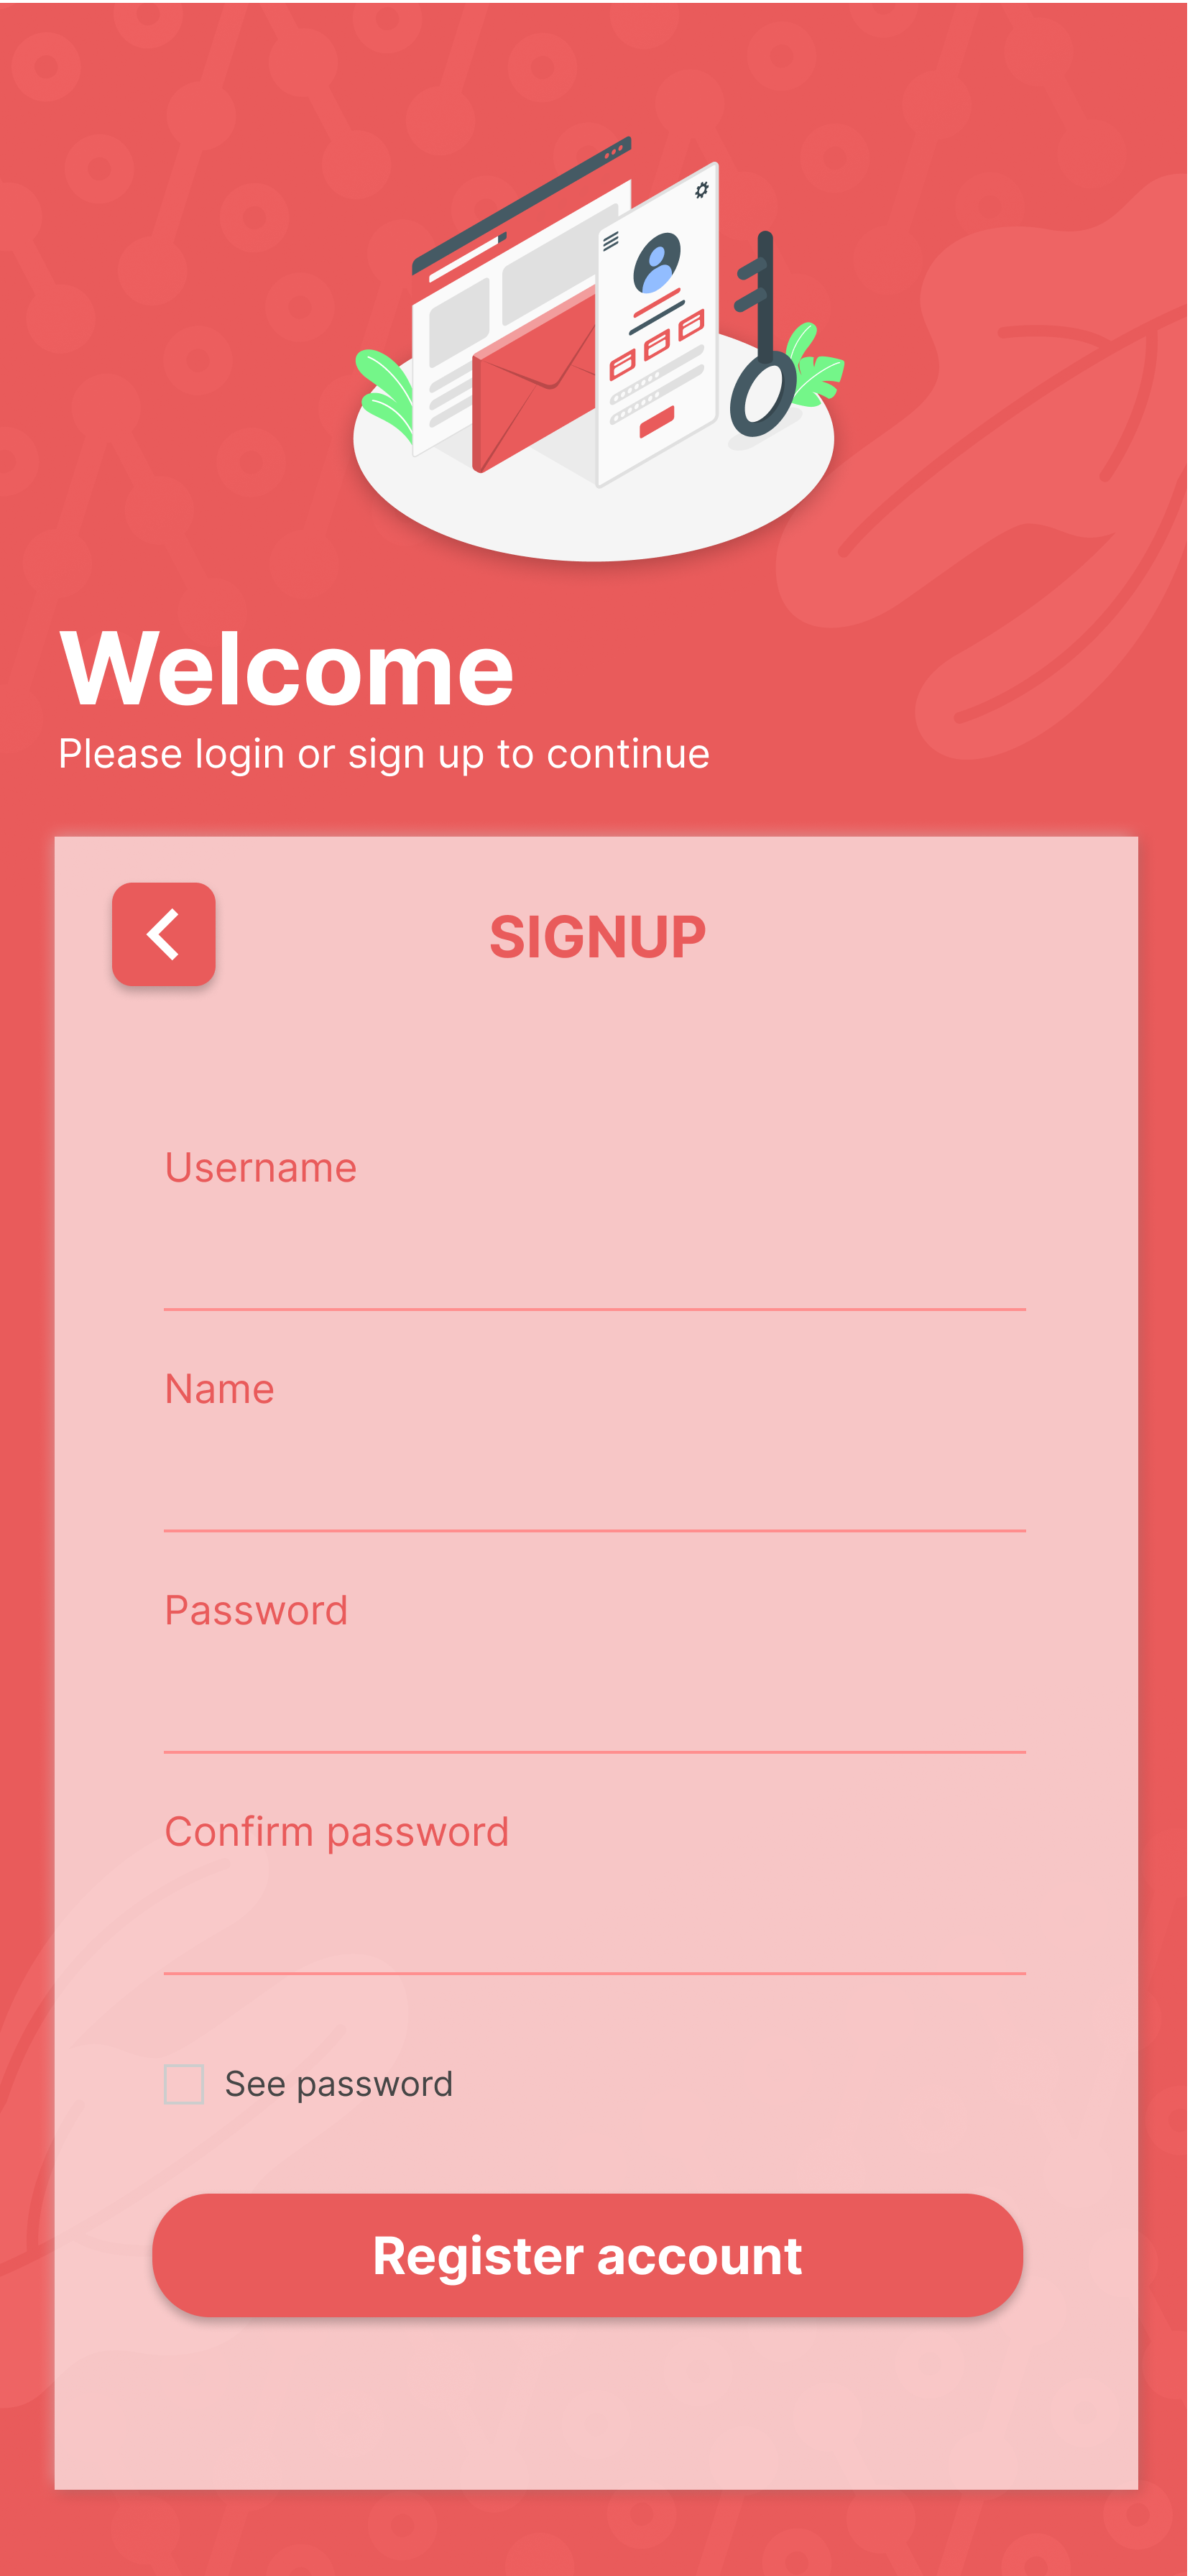 Welcome
Please login or sign up to continue
SIGNUP
Username
Name
Password
Confirm password
See password
Register account